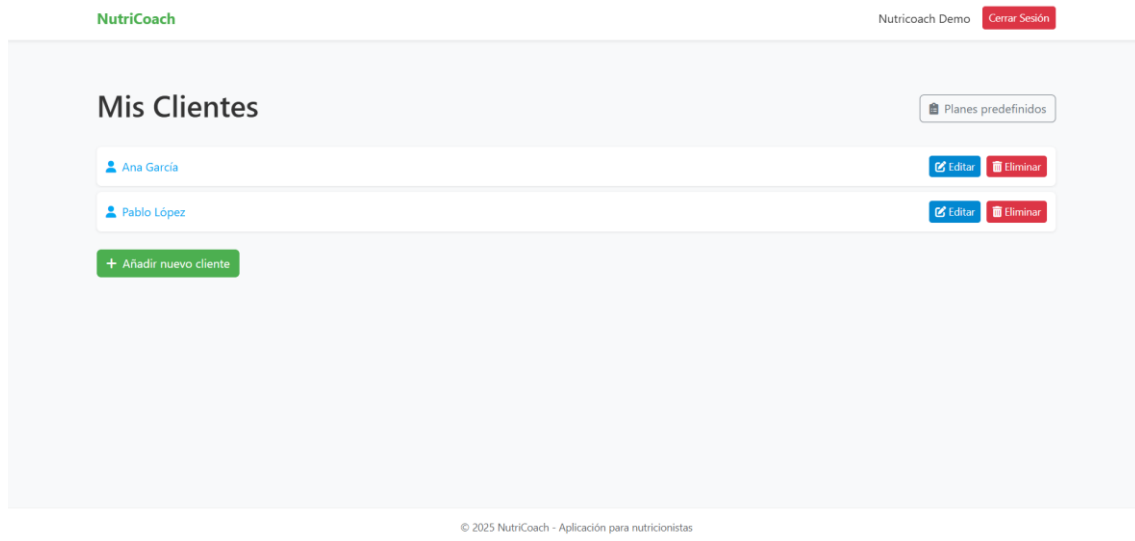 NutriCoach
Nutricoach Demo Cerrar Sesión
Mis Clientes
Planes predefinidos
Ana García
Editar Eliminar
Pablo López
Editar Eliminar
+ Añadir nuevo cliente
© 2025 NutriCoach - Aplicación para nutricionistas